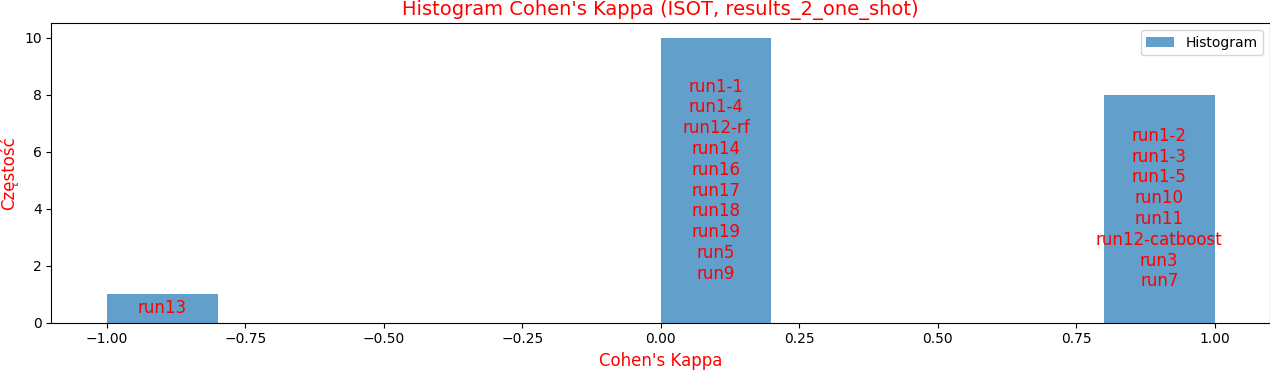 Histogram Cohen's Kappa (ISOT, results_2_one_shot)
Histogram
Częstość
10
8
6
4
2
0
run13
run1-1
run1-4
run12-rf
run14
run16
run17
run18
run19
run5
run9
run1-2
run1-3
run1-5
run10
run11
run12-catboost
run3
run7
−1.00 −0.75 −0.50 −0.25 0.00 0.25 0.50 0.75 1.00
Cohen's Kappa